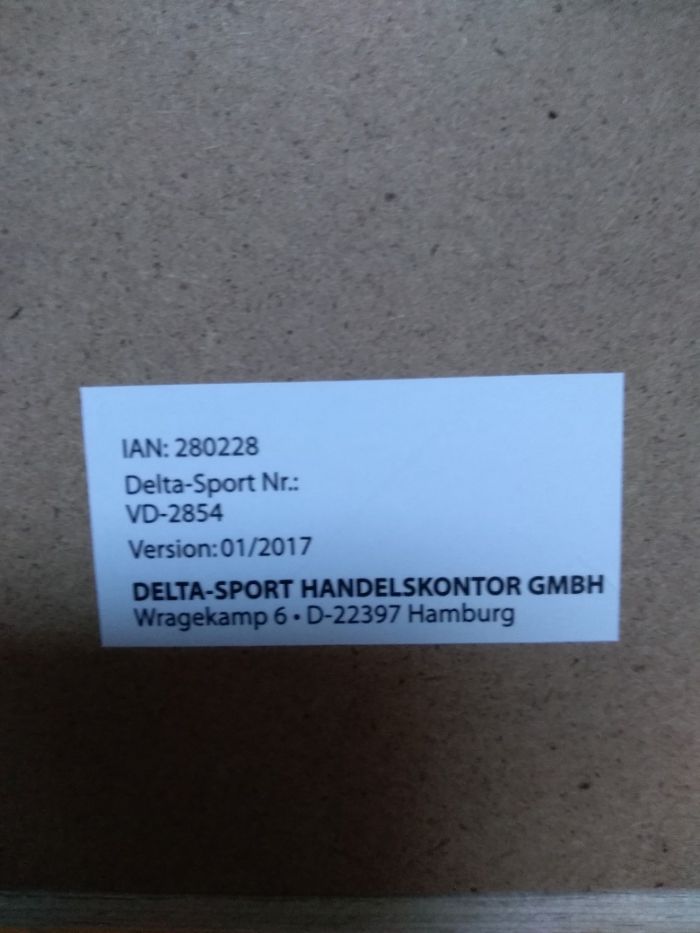 IAN: 280228
Delta-Sport Nr.:
VD-2854
Version: 01/2017
DELTA-SPORT HANDELSKONTOR GMBH
Wragekamp 6 • D-22397 Hamburg